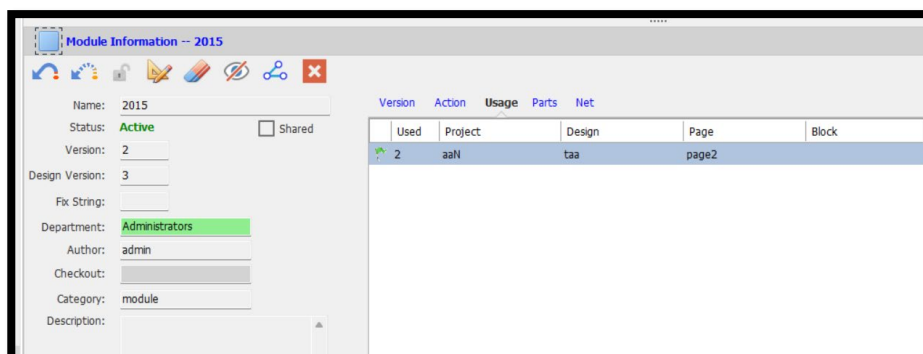 Module Information -- 2015
Name: 2015
Status: Active Shared
Version: 2
Design Version: 3
Fix String:
Department: Administrators
Author: admin
Checkout:
Category: module
Description:
Version Action Usage Parts Net
Used Project Design Page Block
2 aaN taa page2